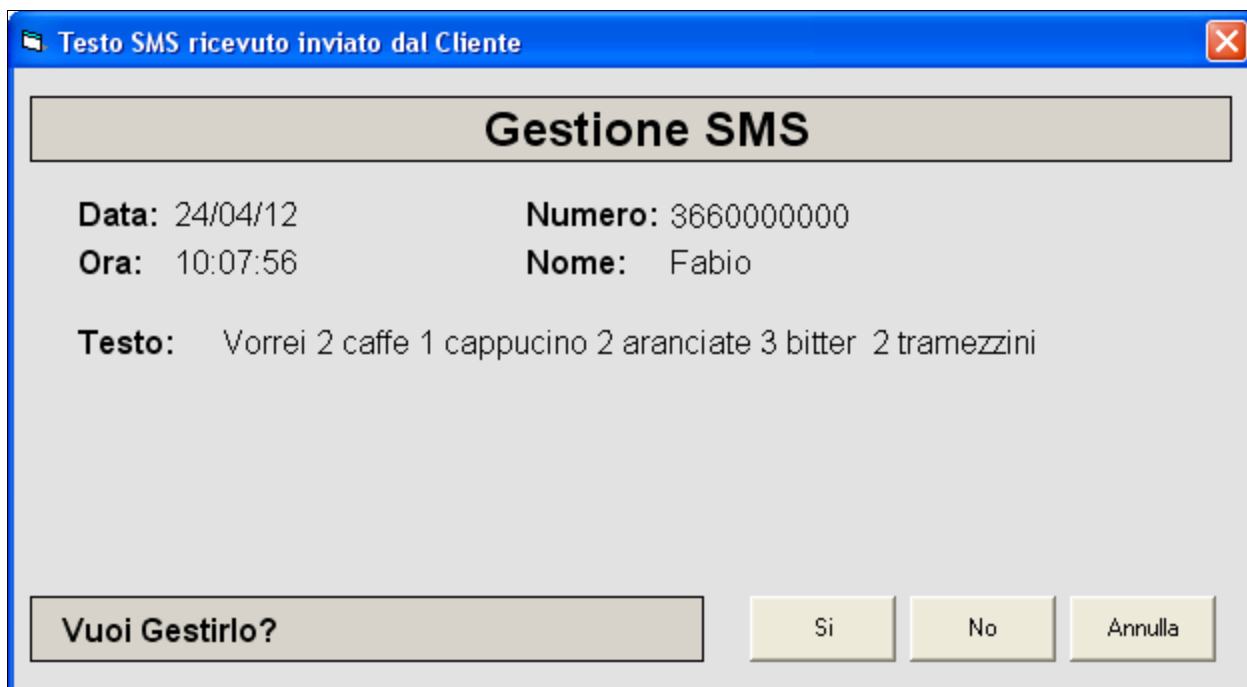 Testo SMS ricevuto inviato dal Cliente
Gestione SMS
Data: 24/04/12 Numero: 3660000000
Ora: 10:07:56 Nome: Fabio
Testo: Vorrei 2 caffe 1 cappucino 2 aranciate 3 bitter  2 tramezzini
Vuoi Gestirlo? Si No Annulla